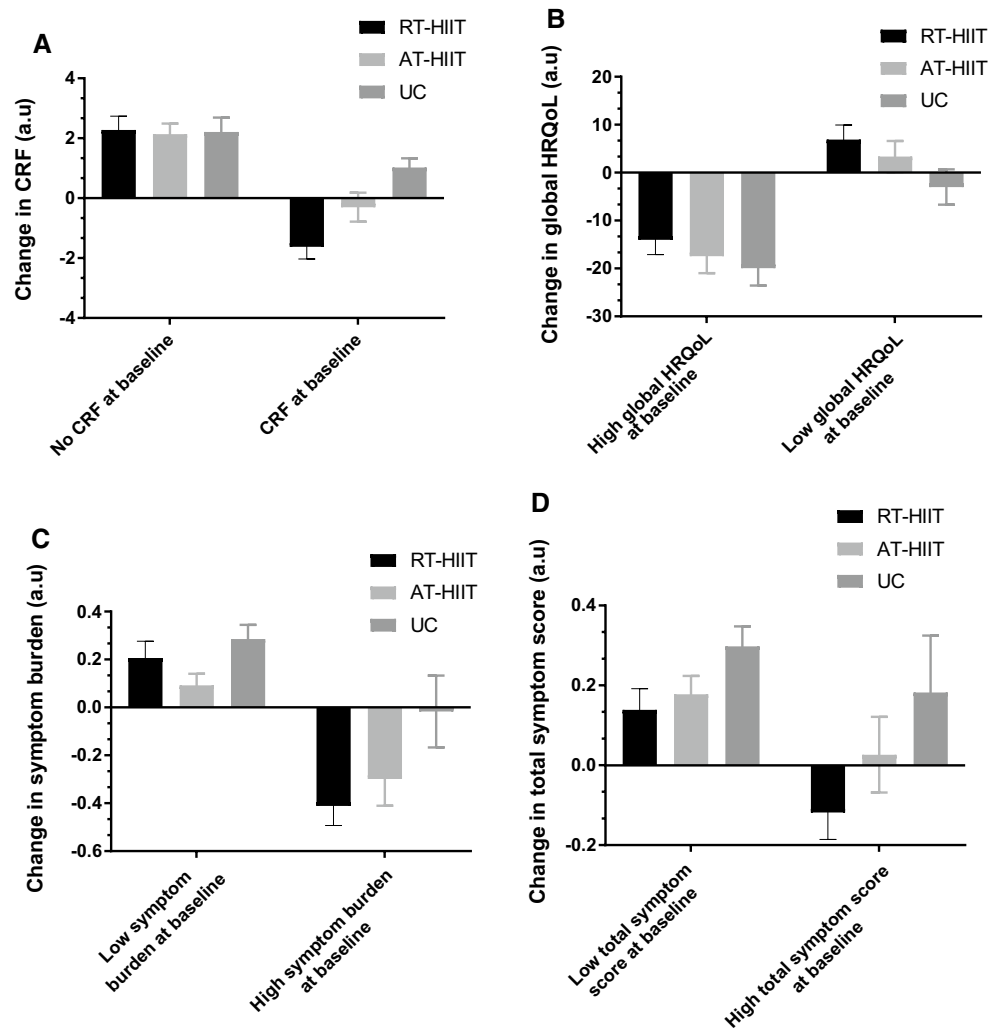 A
RT-HIIT
AT-HIIT
UC
Change in CRF (a.u)
4
2
0
-2
-4
No CRF at baseline
CRF at baseline
B
RT-HIIT
AT-HIIT
UC
Change in global HRQoL (a.u)
20
10
0
-10
-20
-30
High global HRQoL
at baseline
Low global HRQoL
at baseline
C
RT-HIIT
AT-HIIT
UC
Change in symptom burden (a.u)
0.4
0.2
0.0
-0.2
-0.4
-0.6
Low symptom
burden at baseline
High symptom burden
at baseline
D
RT-HIIT
AT-HIIT
UC
Change in total symptom score (a.u)
0.4
0.2
0.0
-0.2
Low total symptom
score at baseline
High total symptom score
at baseline